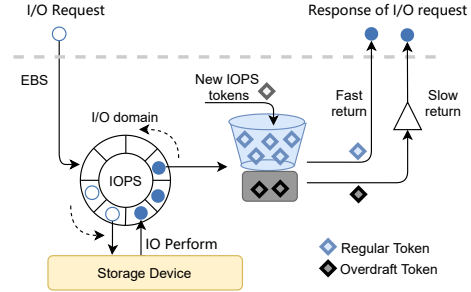 I/O Request
Response of I/O request
EBS
New IOPS
tokens
Fast
return
Slow
return
I/O domain
IOPS
IO Perform
Storage Device
Regular Token
Overdraft Token